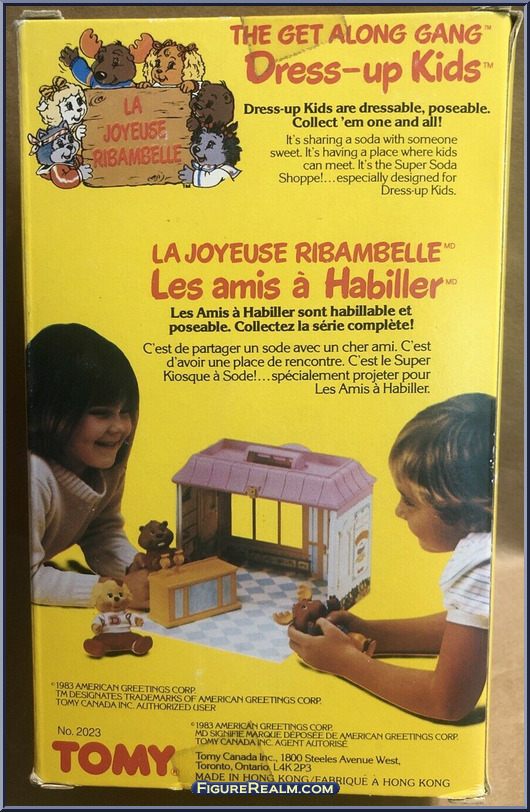 THE GET ALONG GANG™
Dress-up Kids™
LA
JOYEUSE
RIBAMBELLE
TM
Dress-up Kids are dressable, poseable.
Collect 'em one and all!
It's sharing a soda with someone
sweet. It's having a place where kids
can meet. It's the Super Soda
Shoppe!...especially designed for
Dress-up Kids.
LA JOYEUSE RIBAMBELLE MD
Les amis à Habiller MD
Les Amis à Habiller sont habillable et
poseable. Collectez la série complète!
C'est de partager un sode avec un cher ami. C'est
d'avoir une place de rencontre. C'est le Super
Kiosque à Sode!...spécialement projeter pour
Les Amis à Habiller.
©1983 AMERICAN GREETINGS CORP.
TM DESIGNATES TRADEMARKS OF AMERICAN GREETINGS CORP.
TOMY CANADA INC. AUTHORIZED USER
©1983 AMERICAN GREETINGS CORP.
MD SIGNIFIE MARQUE DÉPOSÉE DE AMERICAN GREETINGS CORP.
TOMY CANADA INC. AGENT AUTORISÉ
No. 2023
TOMY®
Tomy Canada Inc., 1800 Steeles Avenue West,
Toronto, Ontario L4K 2P3
MADE IN HONG KONG/FABRIQUÉ À HONG KONG
FigureRealm.com